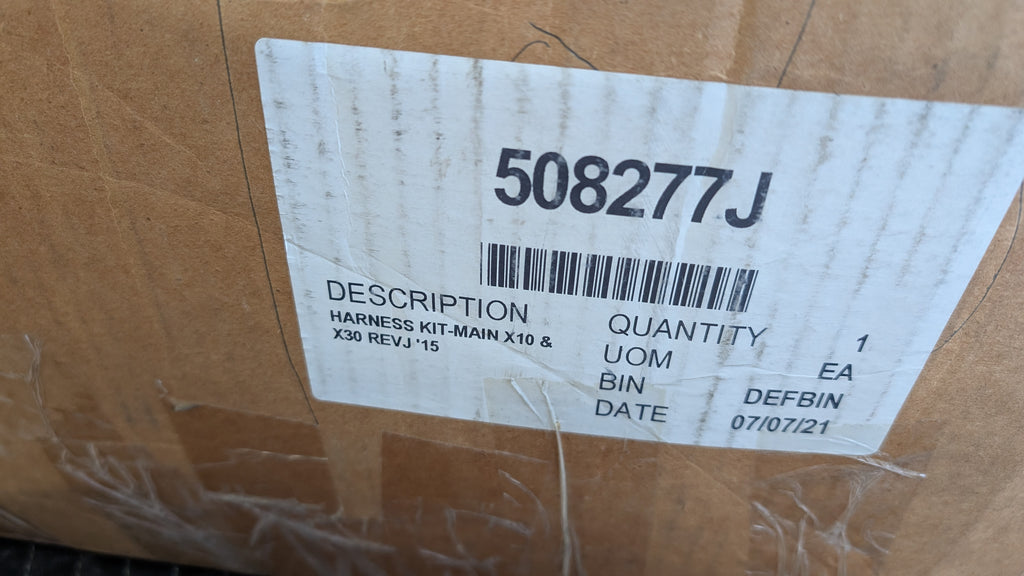 508277J
DESCRIPTION
HARNESS KIT-MAIN X10 &
X30 REVJ '15
QUANTITY 1
UOM EA
BIN DEFBIN
DATE 07/07/21